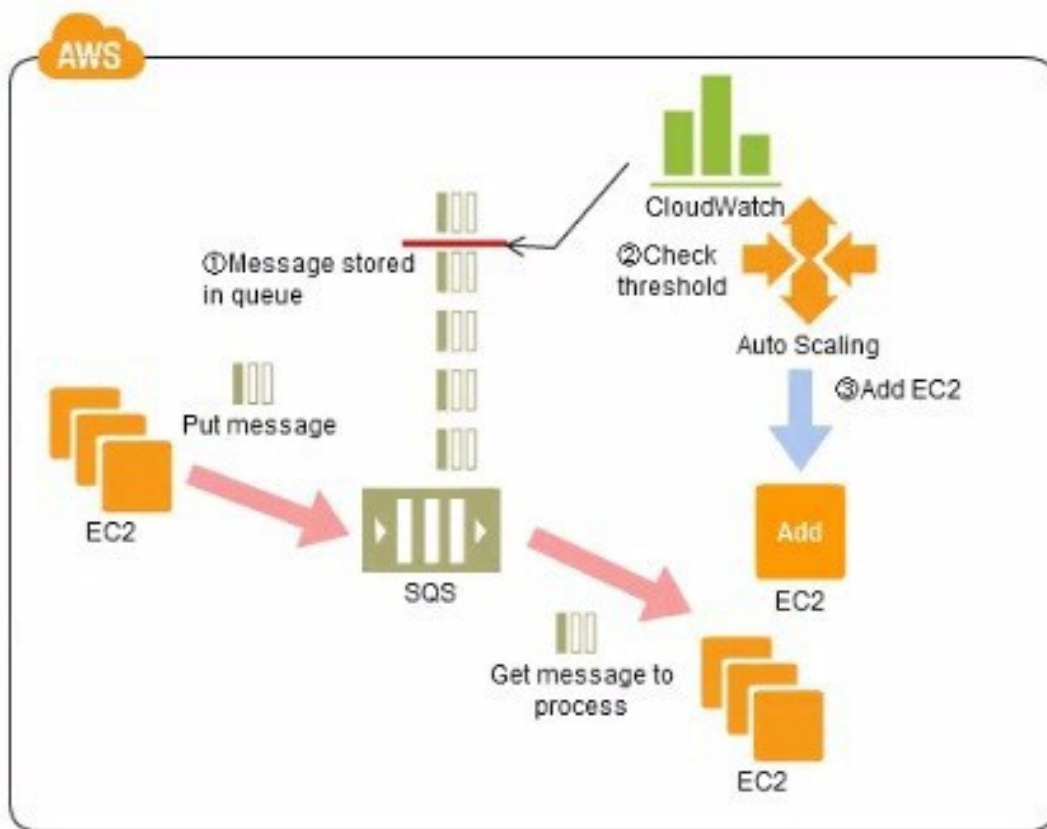 AWS
CloudWatch
①Message stored
in queue
②Check
threshold
Auto Scaling
③Add EC2
Put message
EC2
SQS
Add
EC2
Get message to
process
EC2